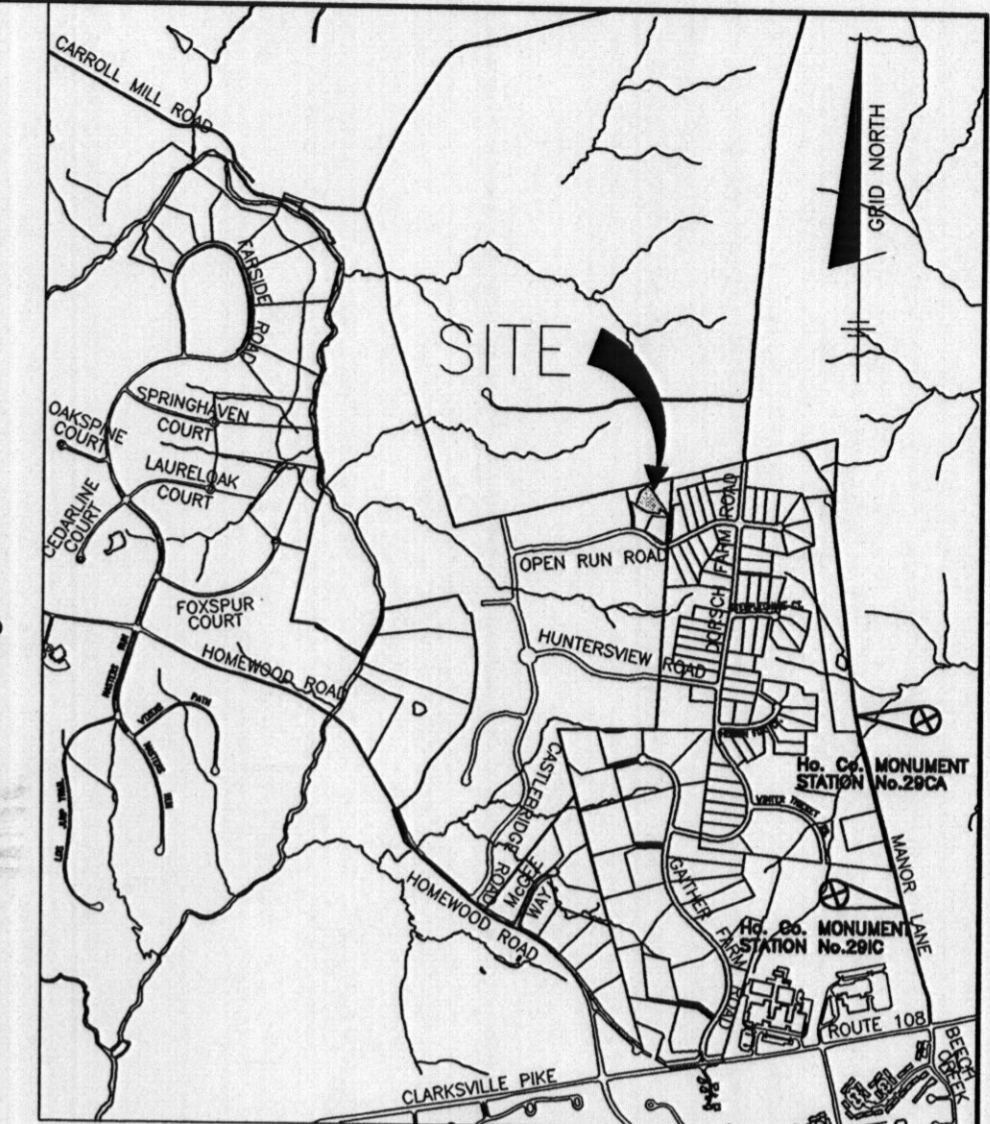 CARROLL MILL ROAD
GRID NORTH
FARSIDE ROAD
SITE
SPRINGHAVEN
COURT
OAKSPINE
COURT
LAURELOAK
COURT
CEDARLINE
COURT
OPEN RUN ROAD
DORSCH FARM ROAD
FOXSPUR
COURT
HUNTERSVIEW ROAD
HOMEWOOD ROAD
VIXENS PATH
CASTLEBRIDGE ROAD
Ho. Co. MONUMENT
STATION No.29CA
MANOR LANE
GAITHER FARM ROAD
HOMEWOOD ROAD
Ho. Co. MONUMENT
STATION No.29IC
ROUTE 108
BEECH
CREEK
CLARKSVILLE PIKE